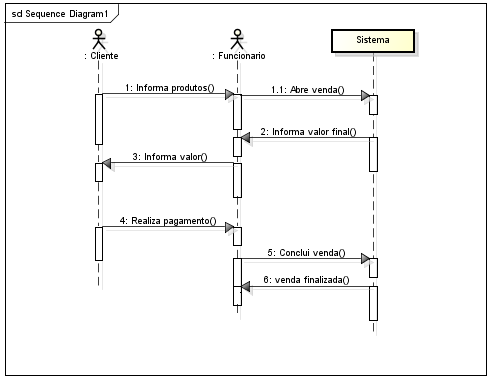 sd Sequence Diagram1
: Cliente
: Funcionario
Sistema
1: Informa produtos()
1.1: Abre venda()
2: Informa valor final()
3: Informa valor()
4: Realiza pagamento()
5: Conclui venda()
6: venda finalizada()